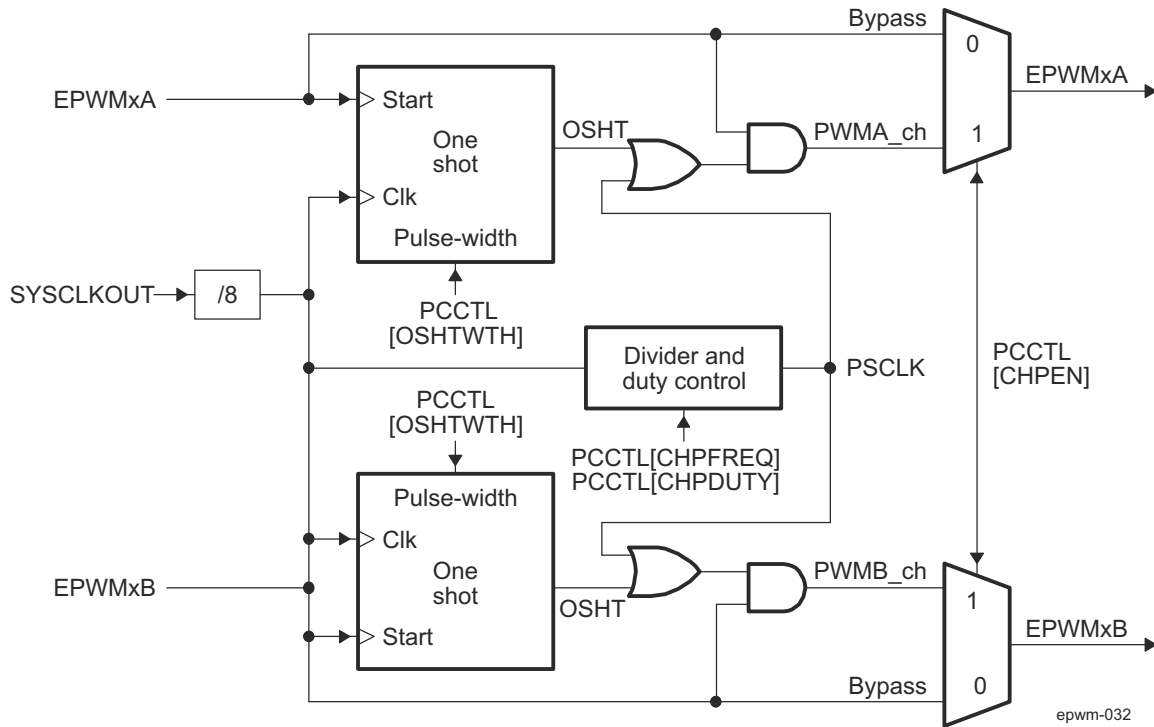 Bypass
0
EPWMxA
EPWMxA
Start
OSHT
PWMA_ch
1
One
shot
Clk
Pulse-width
SYSCLKOUT
/8
PCCTL
[OSHTWTH]
Divider and
duty control
PSCLK
PCCTL
[CHPEN]
PCCTL
[OSHTWTH]
PCCTL[CHPFREQ]
PCCTL[CHPDUTY]
Pulse-width
Clk
EPWMxB
One
shot
OSHT
PWMB_ch
1
EPWMxB
Start
Bypass
0
epwm-032